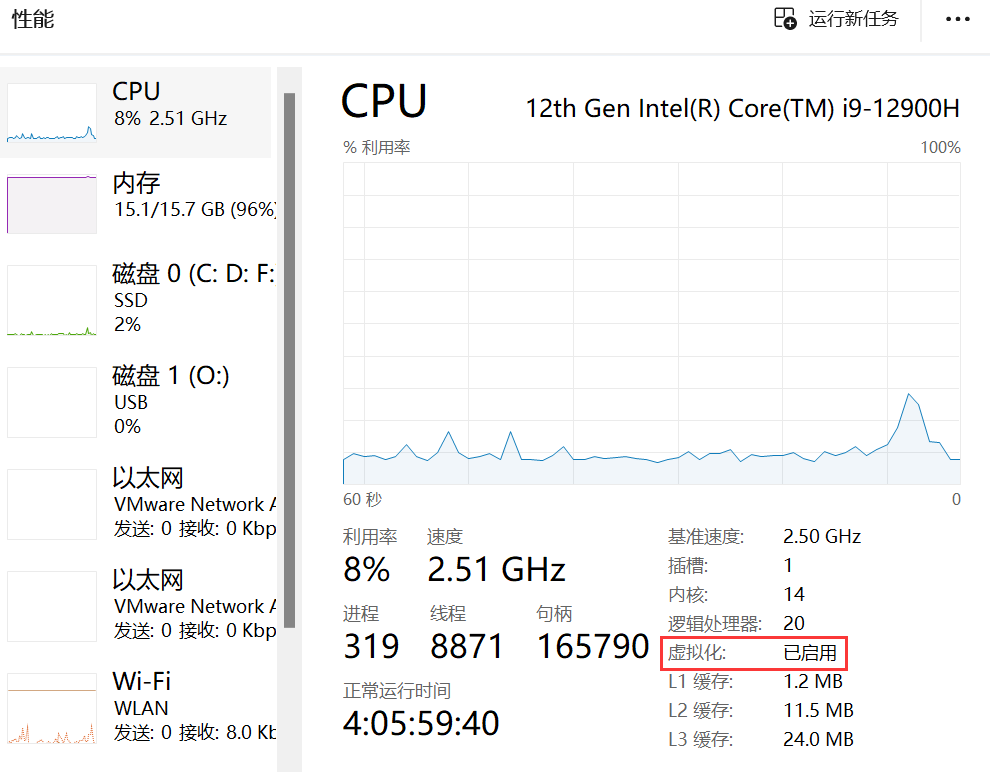 性能
运行新任务
CPU
8% 2.51 GHz
内存
15.1/15.7 GB (96%)
磁盘 0 (C: D: F:
SSD
2%
磁盘 1 (O:)
USB
0%
以太网
VMware Network A
发送: 0 接收: 0 Kbp
以太网
VMware Network A
发送: 0 接收: 0 Kbp
Wi-Fi
WLAN
发送: 0 接收: 8.0 Kb
CPU
12th Gen Intel(R) Core(TM) i9-12900H
% 利用率
100%
60 秒
0
利用率
8%
速度
2.51 GHz
进程
319
线程
8871
句柄
165790
正常运行时间
4:05:59:40
基准速度: 2.50 GHz
插槽: 1
内核: 14
逻辑处理器: 20
虚拟化: 已启用
L1 缓存: 1.2 MB
L2 缓存: 11.5 MB
L3 缓存: 24.0 MB